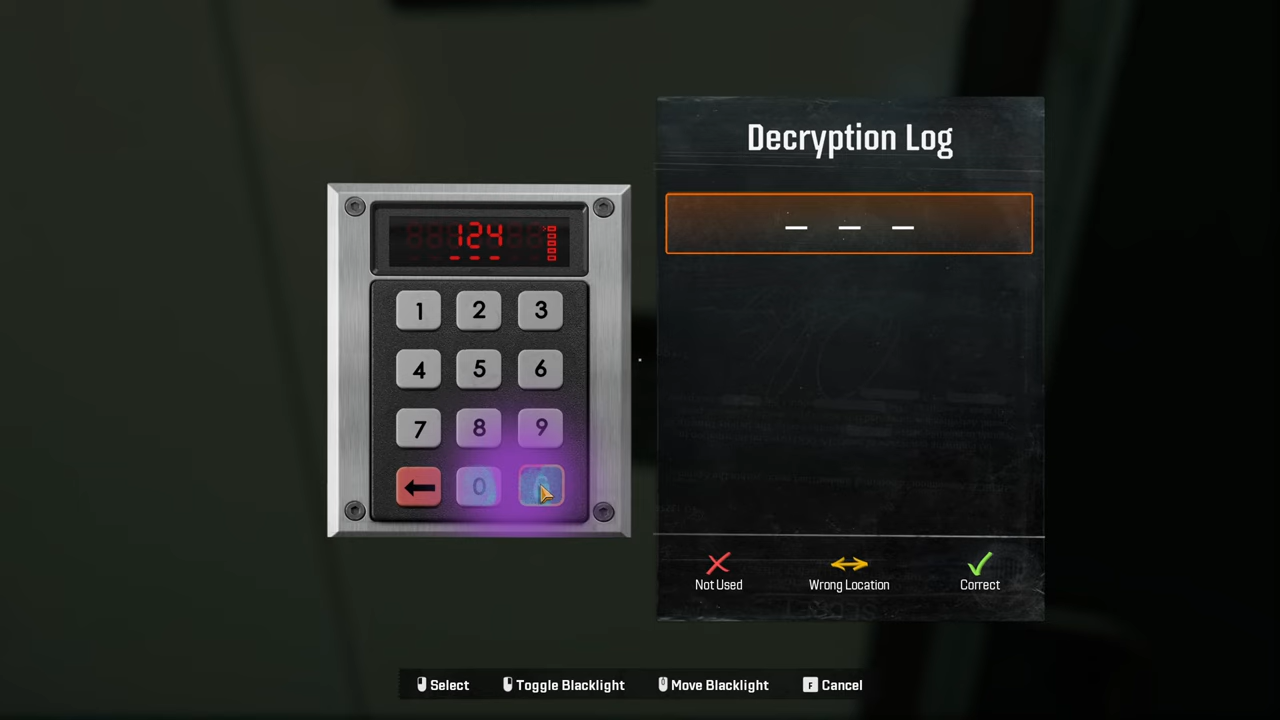 Decryption Log
124
_ _ _
1 2 3
4 5 6
7 8 9
0
Not Used
Wrong Location
Correct
Select
Toggle Blacklight
Move Blacklight
F Cancel